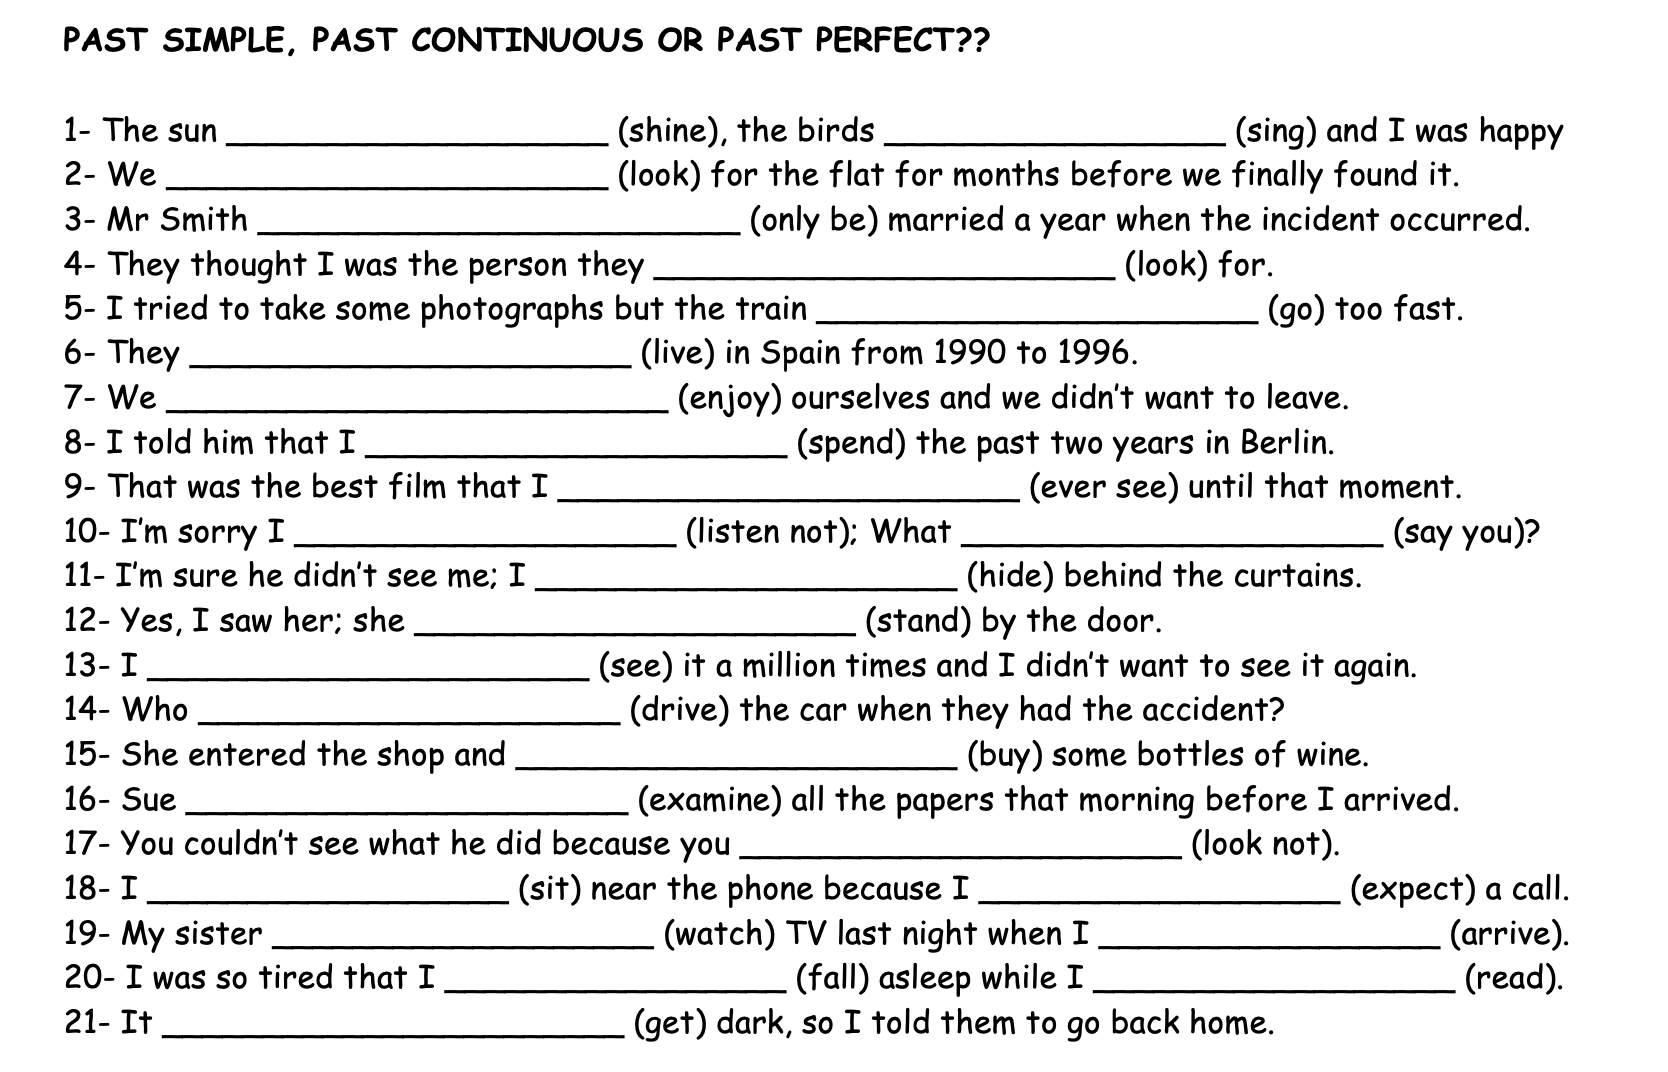 PAST SIMPLE, PAST CONTINUOUS OR PAST PERFECT??
1- The sun ___________________ (shine), the birds _________________ (sing) and I was happy
2- We ______________________ (look) for the flat for months before we finally found it.
3- Mr Smith ________________________ (only be) married a year when the incident occurred.
4- They thought I was the person they _______________________ (look) for.
5- I tried to take some photographs but the train ______________________ (go) too fast.
6- They ______________________ (live) in Spain from 1990 to 1996.
7- We _________________________ (enjoy) ourselves and we didn't want to leave.
8- I told him that I _____________________ (spend) the past two years in Berlin.
9- That was the best film that I _______________________ (ever see) until that moment.
10- I'm sorry I ___________________ (listen not); What _____________________ (say you)?
11- I'm sure he didn't see me; I _____________________ (hide) behind the curtains.
12- Yes, I saw her; she ______________________ (stand) by the door.
13- I ______________________ (see) it a million times and I didn't want to see it again.
14- Who _____________________ (drive) the car when they had the accident?
15- She entered the shop and ______________________ (buy) some bottles of wine.
16- Sue ______________________ (examine) all the papers that morning before I arrived.
17- You couldn't see what he did because you ______________________ (look not).
18- I __________________ (sit) near the phone because I __________________ (expect) a call.
19- My sister ___________________ (watch) TV last night when I _________________ (arrive).
20- I was so tired that I _________________ (fall) asleep while I __________________ (read).
21- It _______________________ (get) dark, so I told them to go back home.